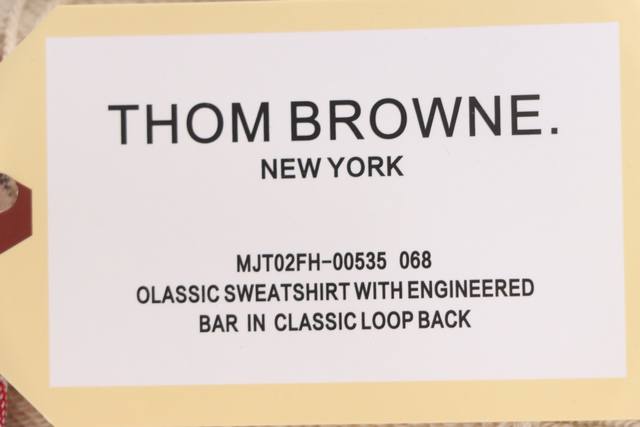 THOM BROWNE.
NEW YORK
MJT02FH-00535 068
OLASSIC SWEATSHIRT WITH ENGINEERED
BAR IN CLASSIC LOOP BACK